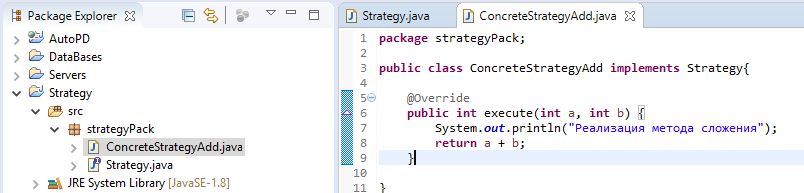 Package Explorer
AutoPD
DataBases
Servers
Strategy
src
strategyPack
ConcreteStrategyAdd.java
Strategy.java
JRE System Library [JavaSE-1.8]
Strategy.java
ConcreteStrategyAdd.java
1 package strategyPack;
2
3 public class ConcreteStrategyAdd implements Strategy{
4
5 @Override
6 public int execute(int a, int b) {
7 System.out.println("Реализация метода сложения");
8 return a + b;
9 }
10
11 }